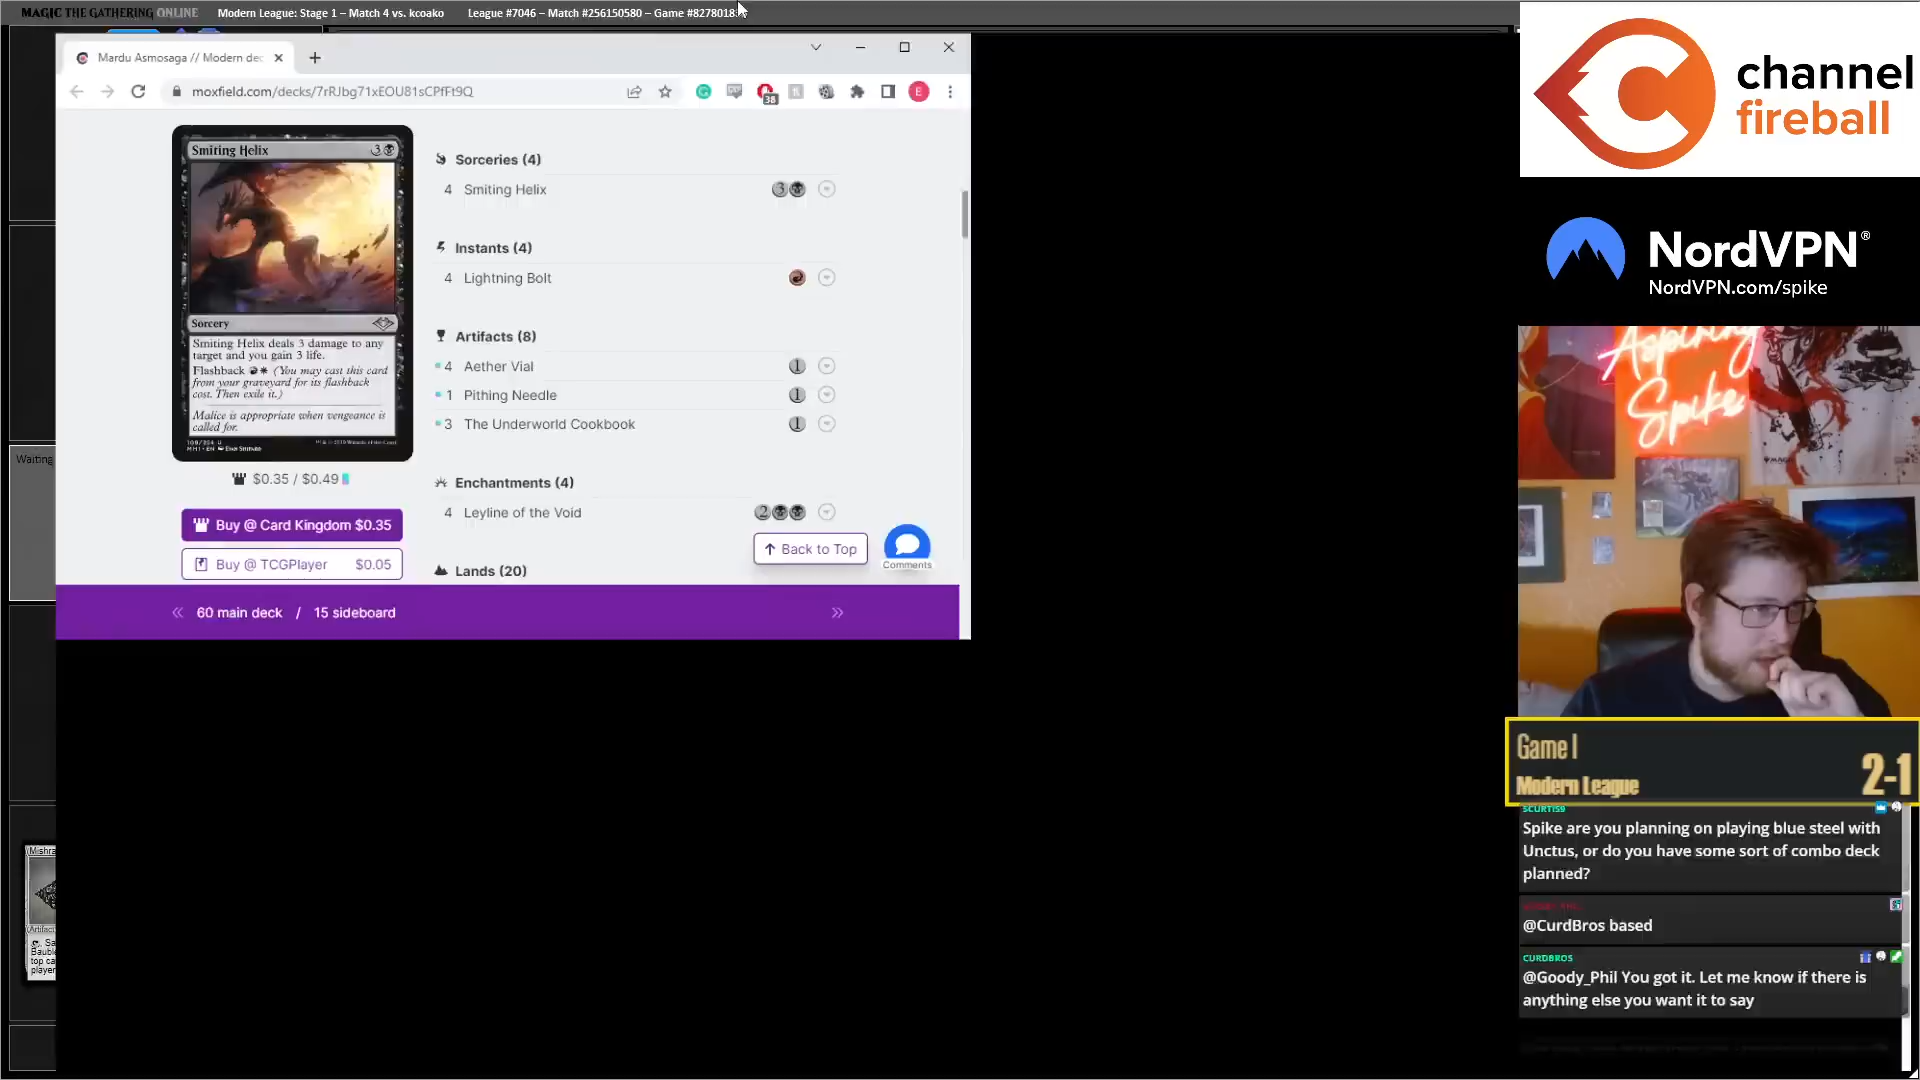 MAGIC THE GATHERING ONLINE
Modern League: Stage 1 – Match 4 vs. kcoako
League #7046 – Match #256150580 – Game #8278018
Mardu Asmosaga // Modern dec
moxfield.com/decks/7rRJbg71xEOU81sCPfFt9Q
38
E
Smiting Helix 3
Sorcery
Smiting Helix deals 3 damage to any
target and you gain 3 life.
Flashback (You may cast this card
from your graveyard for its flashback
cost. Then exile it.)
Malice is appropriate when vengeance is
called for.
$0.35 / $0.49
Buy @ Card Kingdom $0.35
Buy @ TCGPlayer $0.05
Sorceries (4)
4 Smiting Helix 3
Instants (4)
4 Lightning Bolt
Artifacts (8)
4 Aether Vial 1
1 Pithing Needle 1
3 The Underworld Cookbook 1
Enchantments (4)
4 Leyline of the Void 2
Back to Top
Comments
Lands (20)
60 main deck / 15 sideboard
Waiting
channel
fireball
NordVPN®
NordVPN.com/spike
Aspiring
Spike
Game 1
Modern League 2-1
SCURTIS9
Spike are you planning on playing blue steel with
Unctus, or do you have some sort of combo deck
planned?
@CurdBros based
CURDBROS
@Goody_Phil You got it. Let me know if there is
anything else you want it to say